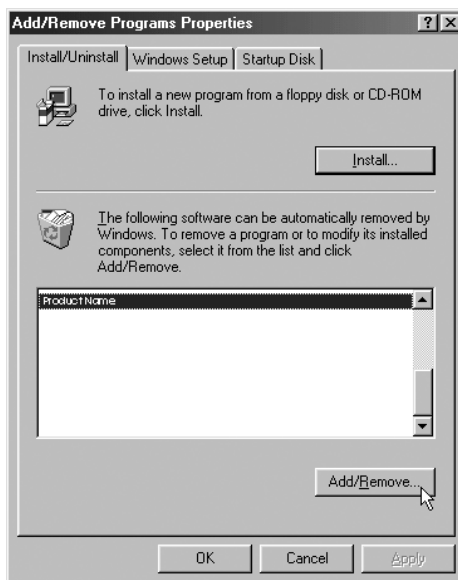 Add/Remove Programs Properties
Install/Uninstall
Windows Setup
Startup Disk
To install a new program from a floppy disk or CD-ROM
drive, click Install.
Install...
The following software can be automatically removed by
Windows. To remove a program or to modify its installed
components, select it from the list and click
Add/Remove.
ProductName
Add/Remove...
OK
Cancel
Apply